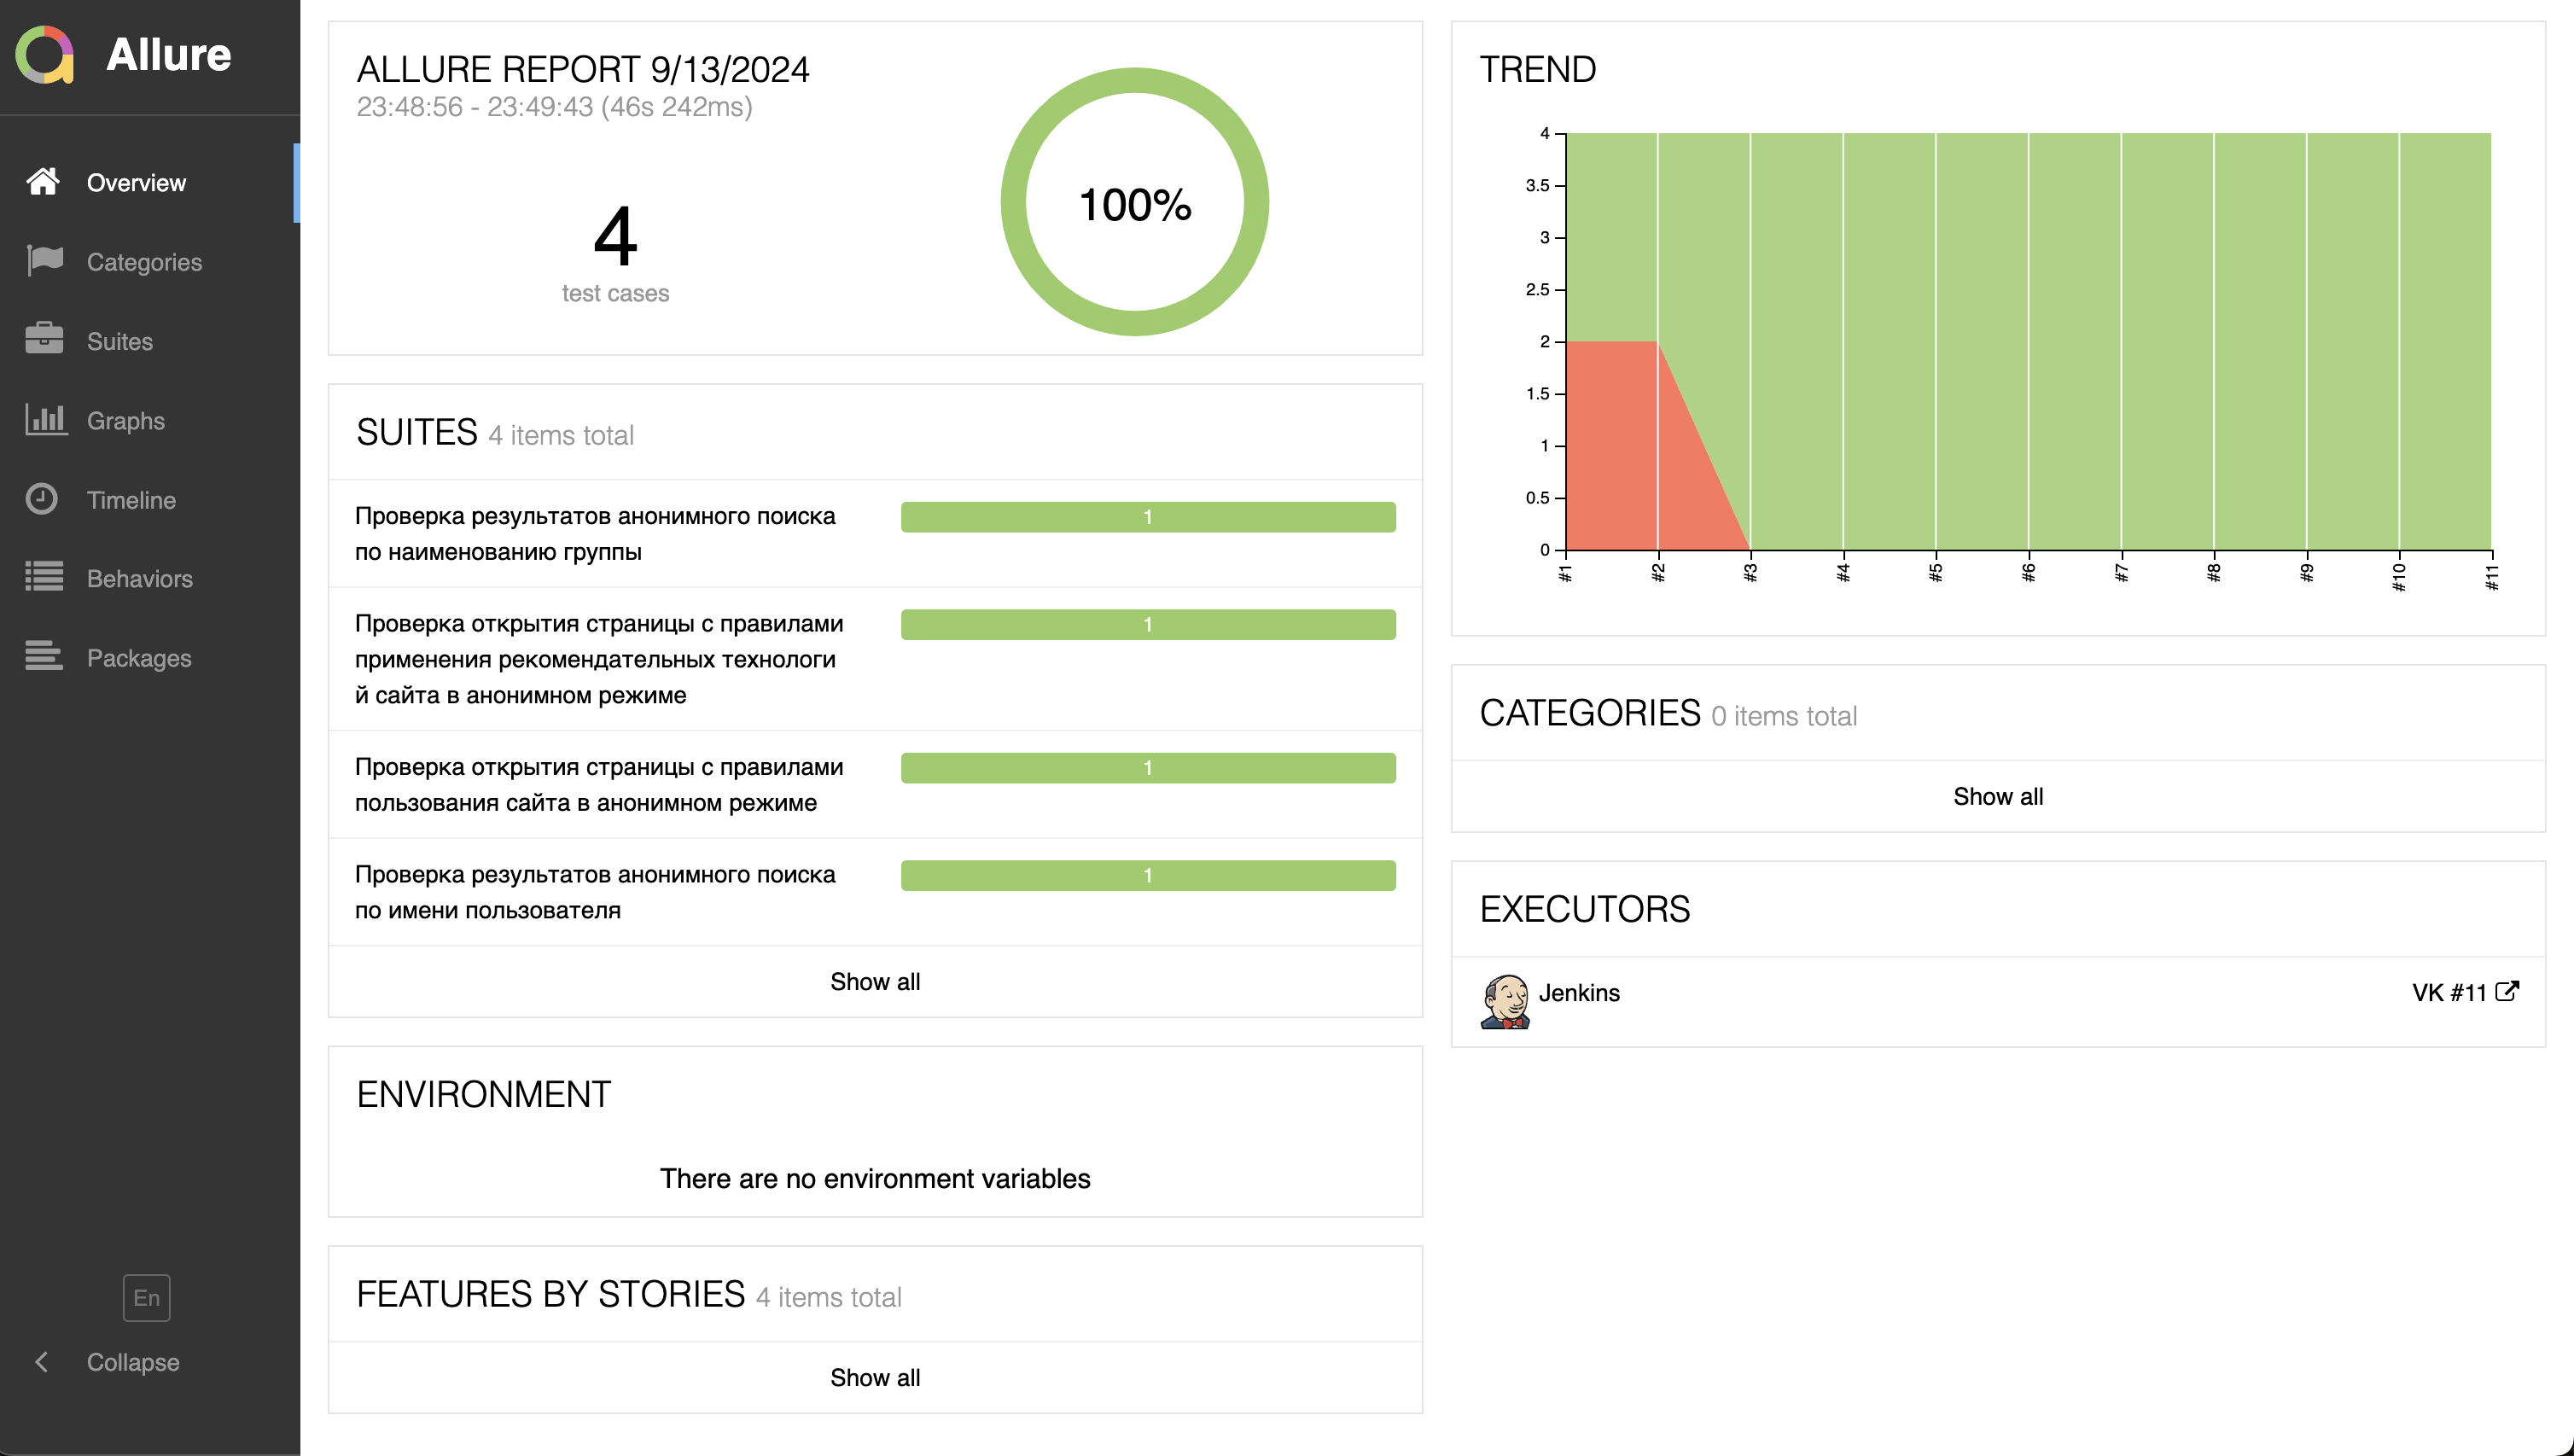 Allure
Overview
Categories
Suites
Graphs
Timeline
Behaviors
Packages
En
Collapse
ALLURE REPORT 9/13/2024
23:48:56 - 23:49:43 (46s 242ms)
4
test cases
100%
SUITES 4 items total
Проверка результатов анонимного поиска
по наименованию группы
1
Проверка открытия страницы с правилами
применения рекомендательных технологи
й сайта в анонимном режиме
1
Проверка открытия страницы с правилами
пользования сайта в анонимном режиме
1
Проверка результатов анонимного поиска
по имени пользователя
1
Show all
ENVIRONMENT
There are no environment variables
FEATURES BY STORIES 4 items total
Show all
TREND
4
3.5
3
2.5
2
1.5
1
0.5
0
#1
#2
#3
#4
#5
#6
#7
#8
#9
#10
#11
CATEGORIES 0 items total
Show all
EXECUTORS
Jenkins
VK #11